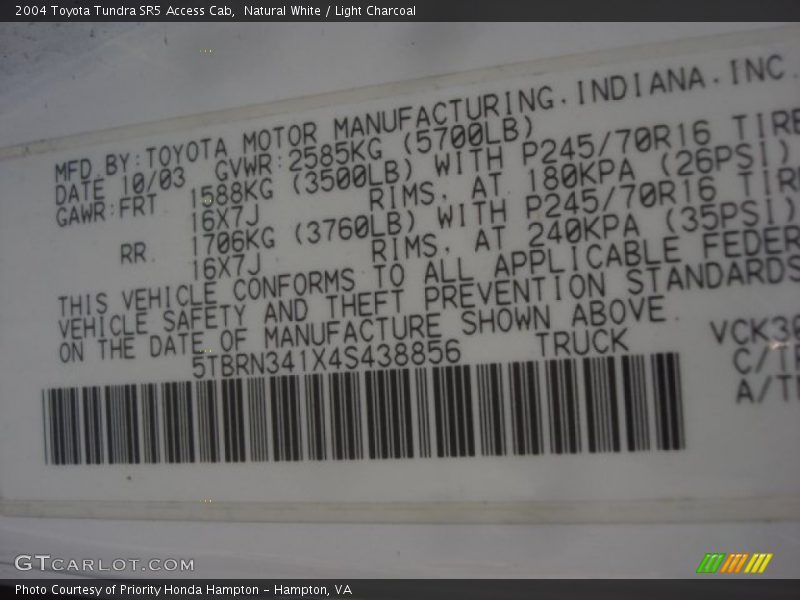 2004 Toyota Tundra SR5 Access Cab,  Natural White / Light Charcoal
MFD.BY:TOYOTA MOTOR MANUFACTURING.INDIANA.INC.
DATE 10/03 GVWR:2585KG (5700LB)
GAWR:FRT 1588KG (3500LB) WITH P245/70R16 TIRE
16X7J RIMS. AT 180KPA (26PSI)
RR. 1706KG (3760LB) WITH P245/70R16 TIR
16X7J RIMS. AT 240KPA (35PSI)
THIS VEHICLE CONFORMS TO ALL APPLICABLE FEDER
VEHICLE SAFETY AND THEFT PREVENTION STANDARDS
ON THE DATE OF MANUFACTURE SHOWN ABOVE.
5TBRN341X4S438856 TRUCK VCK30
C/TR
A/T
GTCARLOT.COM
Photo Courtesy of Priority Honda Hampton – Hampton, VA